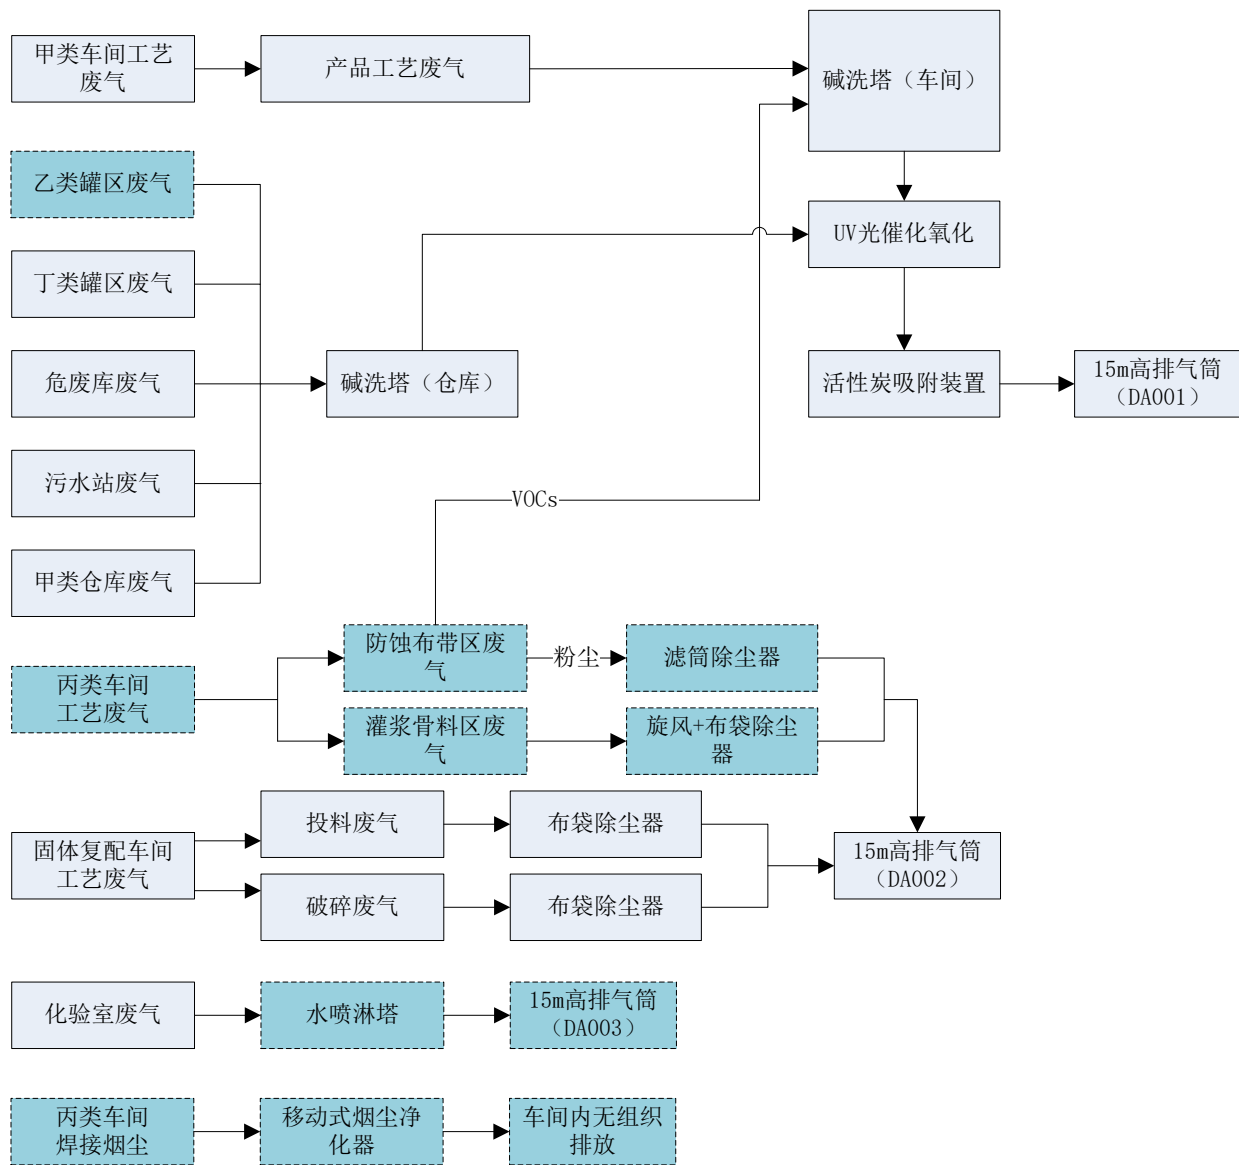 甲类车间工艺
废气
产品工艺废气
碱洗塔（车间）
乙类罐区废气
UV光催化氧化
丁类罐区废气
危废库废气
碱洗塔（仓库）
活性炭吸附装置
15m高排气筒
（DA001）
污水站废气
VOCs
甲类仓库废气
丙类车间
工艺废气
防蚀布带区废
气
粉尘
滤筒除尘器
灌浆骨料区废
气
旋风+布袋除尘
器
固体复配车间
工艺废气
投料废气
布袋除尘器
破碎废气
布袋除尘器
15m高排气筒
（DA002）
化验室废气
水喷淋塔
15m高排气筒
（DA003）
丙类车间
焊接烟尘
移动式烟尘净
化器
车间内无组织
排放